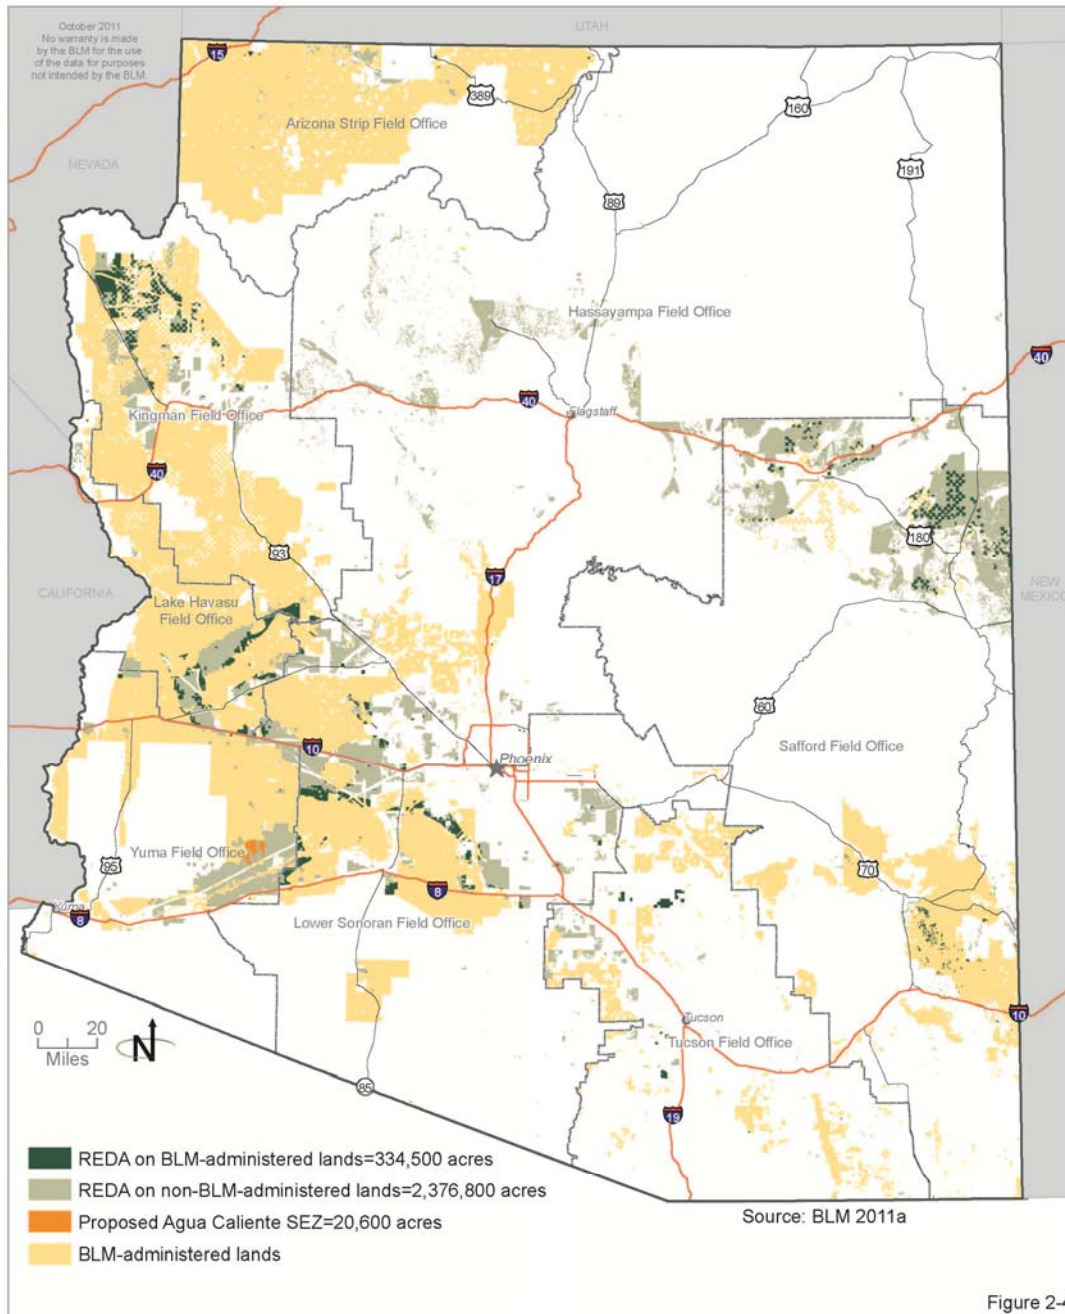 October 2011
No warranty is made
by the BLM for the use
of the data for purposes
not intended by the BLM.
UTAH
15
389
160
Arizona Strip Field Office
NEVADA
191
89
Hassayampa Field Office
40
40
Flagstaff
Kingman Field Office
40
180
93
17
CALIFORNIA
NEW
MEXICO
Lake Havasu
Field Office
60
10
Safford Field Office
Phoenix
Yuma Field Office
95
70
8
Yuma
8
Lower Sonoran Field Office
10
Tucson
Tucson Field Office
0 20
Miles
N
85
19
REDA on BLM-administered lands=334,500 acres
REDA on non-BLM-administered lands=2,376,800 acres
Proposed Agua Caliente SEZ=20,600 acres
BLM-administered lands
Source: BLM 2011a
Figure 2-4